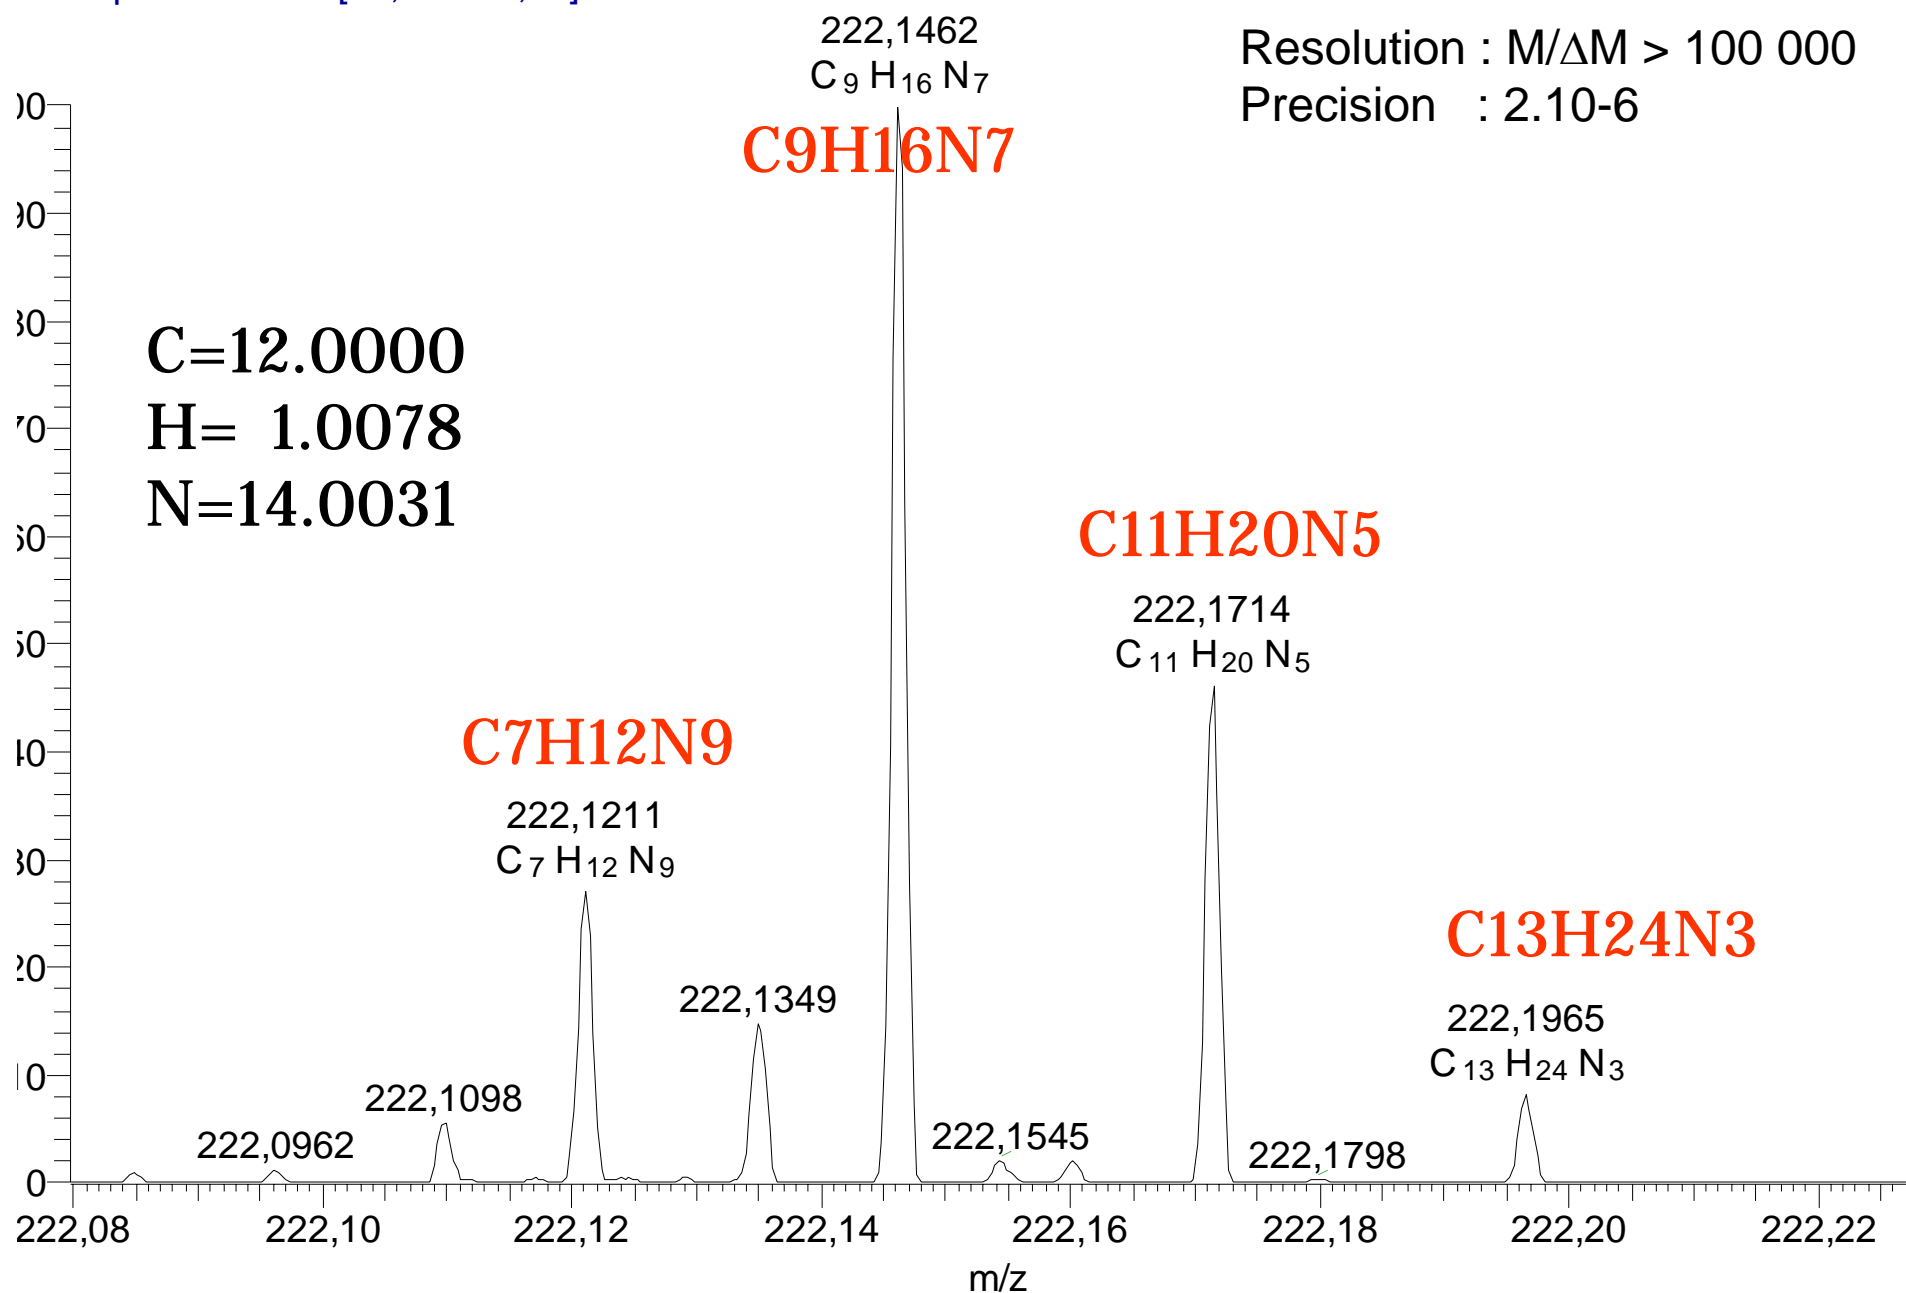 222,1462
C 9 H 16 N 7
C9H16N7
Resolution : M/ΔM > 100 000
Precision : 2.10-6
C=12.0000
H= 1.0078
N=14.0031
C11H20N5
222,1714
C 11 H 20 N 5
C7H12N9
222,1211
C 7 H 12 N 9
C13H24N3
222,1965
C 13 H 24 N 3
222,1349
222,1098
222,0962
222,1545
222,1798
0
222,08 222,10 222,12 222,14 222,16 222,18 222,20 222,22
m/z